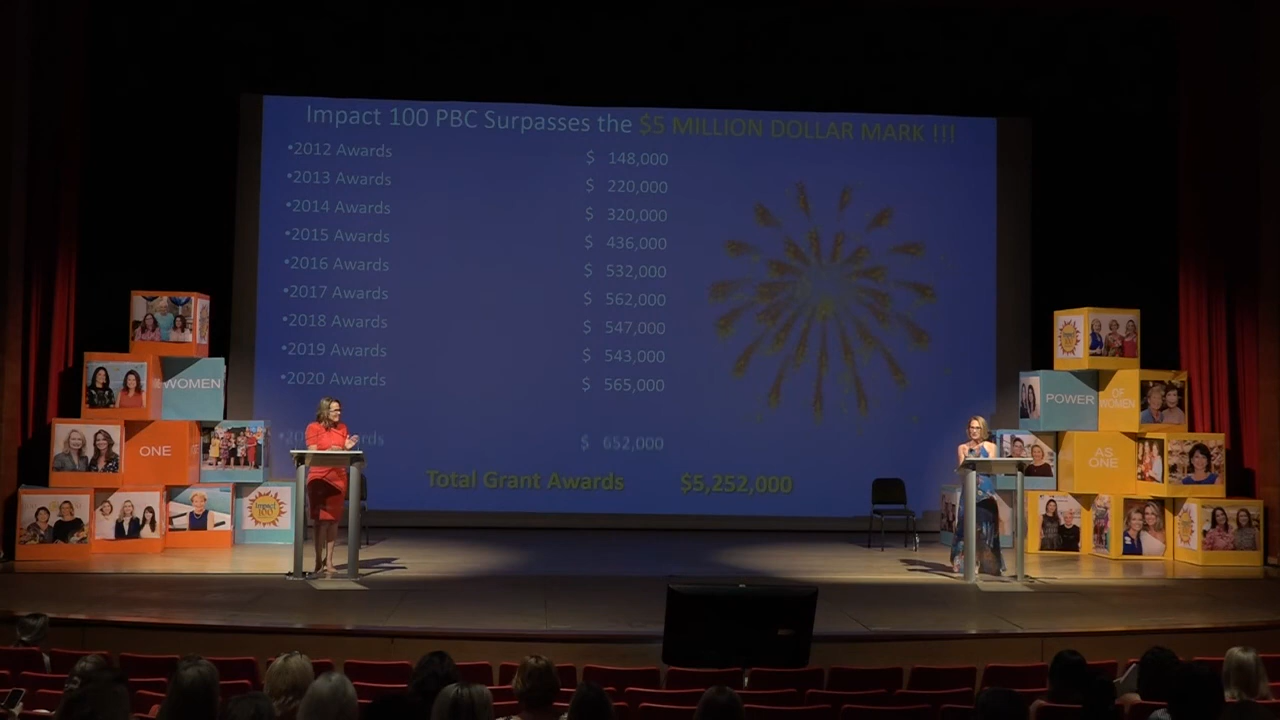 Impact 100 PBC Surpasses the $5 MILLION DOLLAR MARK !!!
•2012 Awards $ 148,000
•2013 Awards $ 220,000
•2014 Awards $ 320,000
•2015 Awards $ 436,000
•2016 Awards $ 532,000
•2017 Awards $ 562,000
•2018 Awards $ 547,000
•2019 Awards $ 543,000
•2020 Awards $ 565,000
$ 652,000
Total Grant Awards $5,252,000
WOMEN
ONE
Impact
100
POWER
OF
WOMEN
AS
ONE